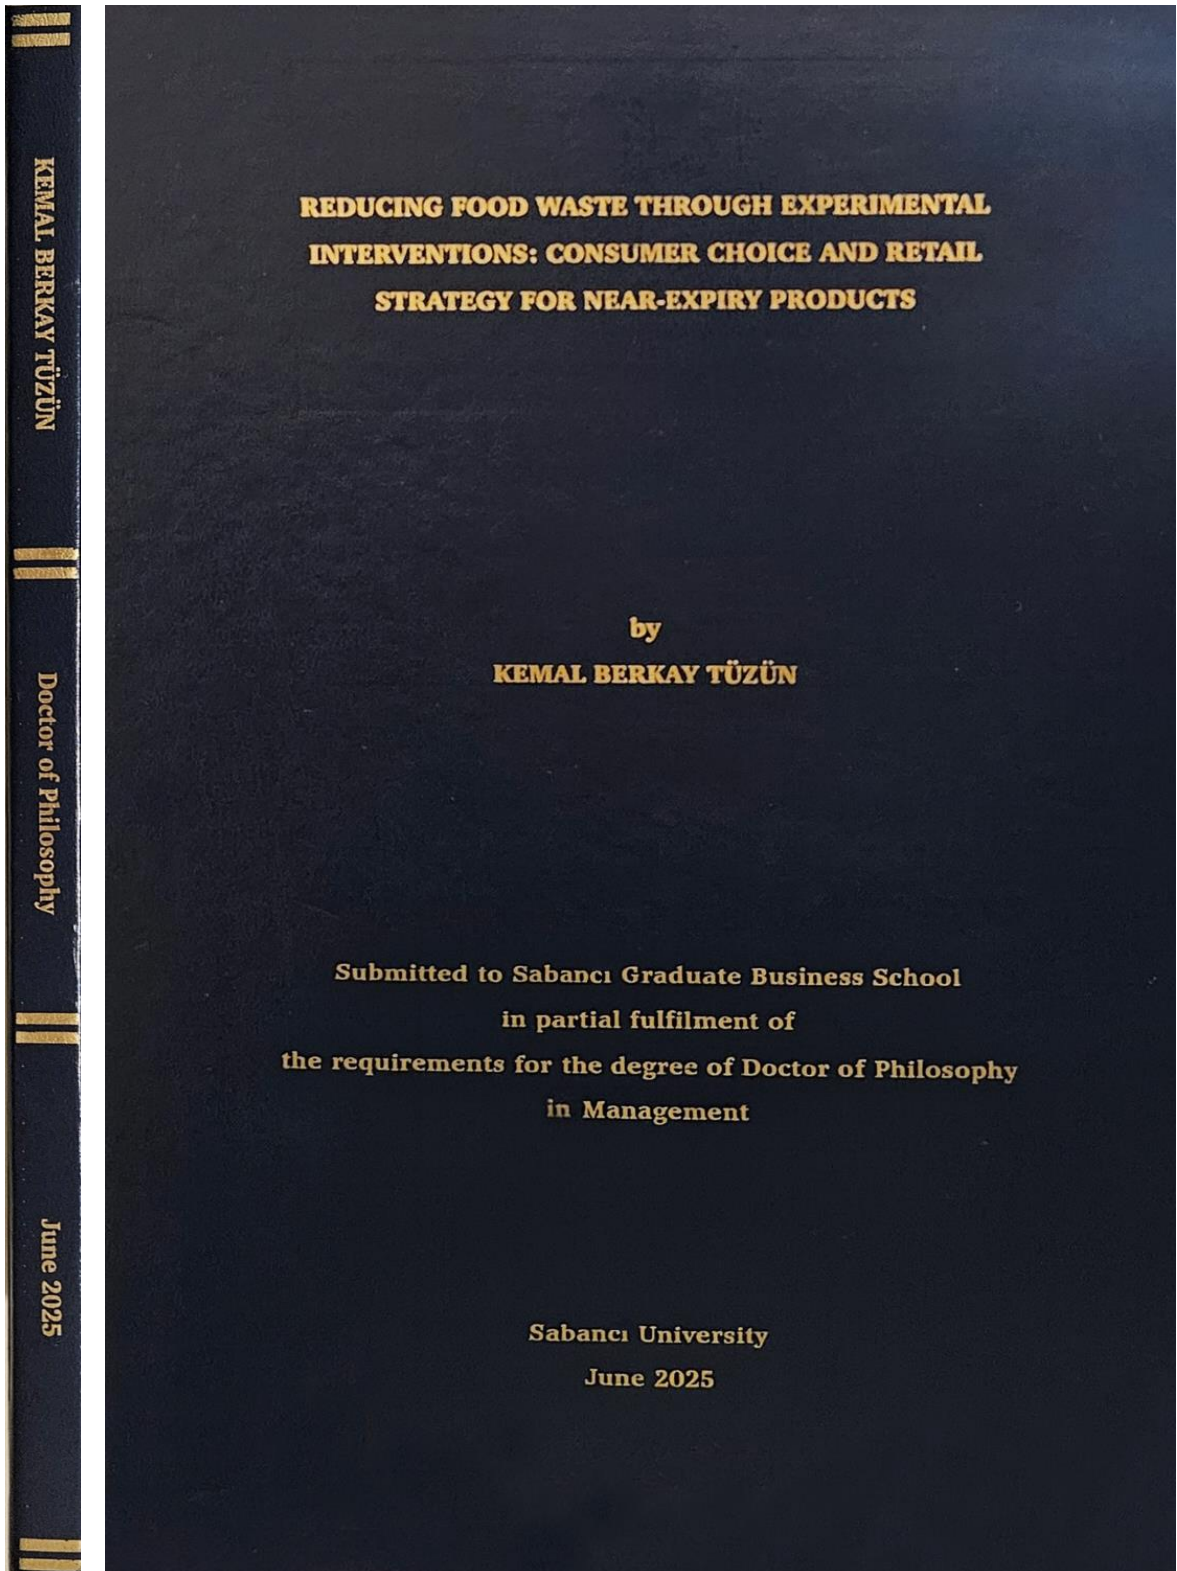 KEMAL BERKAY TÜZÜN
Doctor of Philosophy
June 2025
REDUCING FOOD WASTE THROUGH EXPERIMENTAL
INTERVENTIONS: CONSUMER CHOICE AND RETAIL
STRATEGY FOR NEAR-EXPIRY PRODUCTS
by
KEMAL BERKAY TÜZÜN
Submitted to Sabancı Graduate Business School
in partial fulfilment of
the requirements for the degree of Doctor of Philosophy
in Management
Sabancı University
June 2025